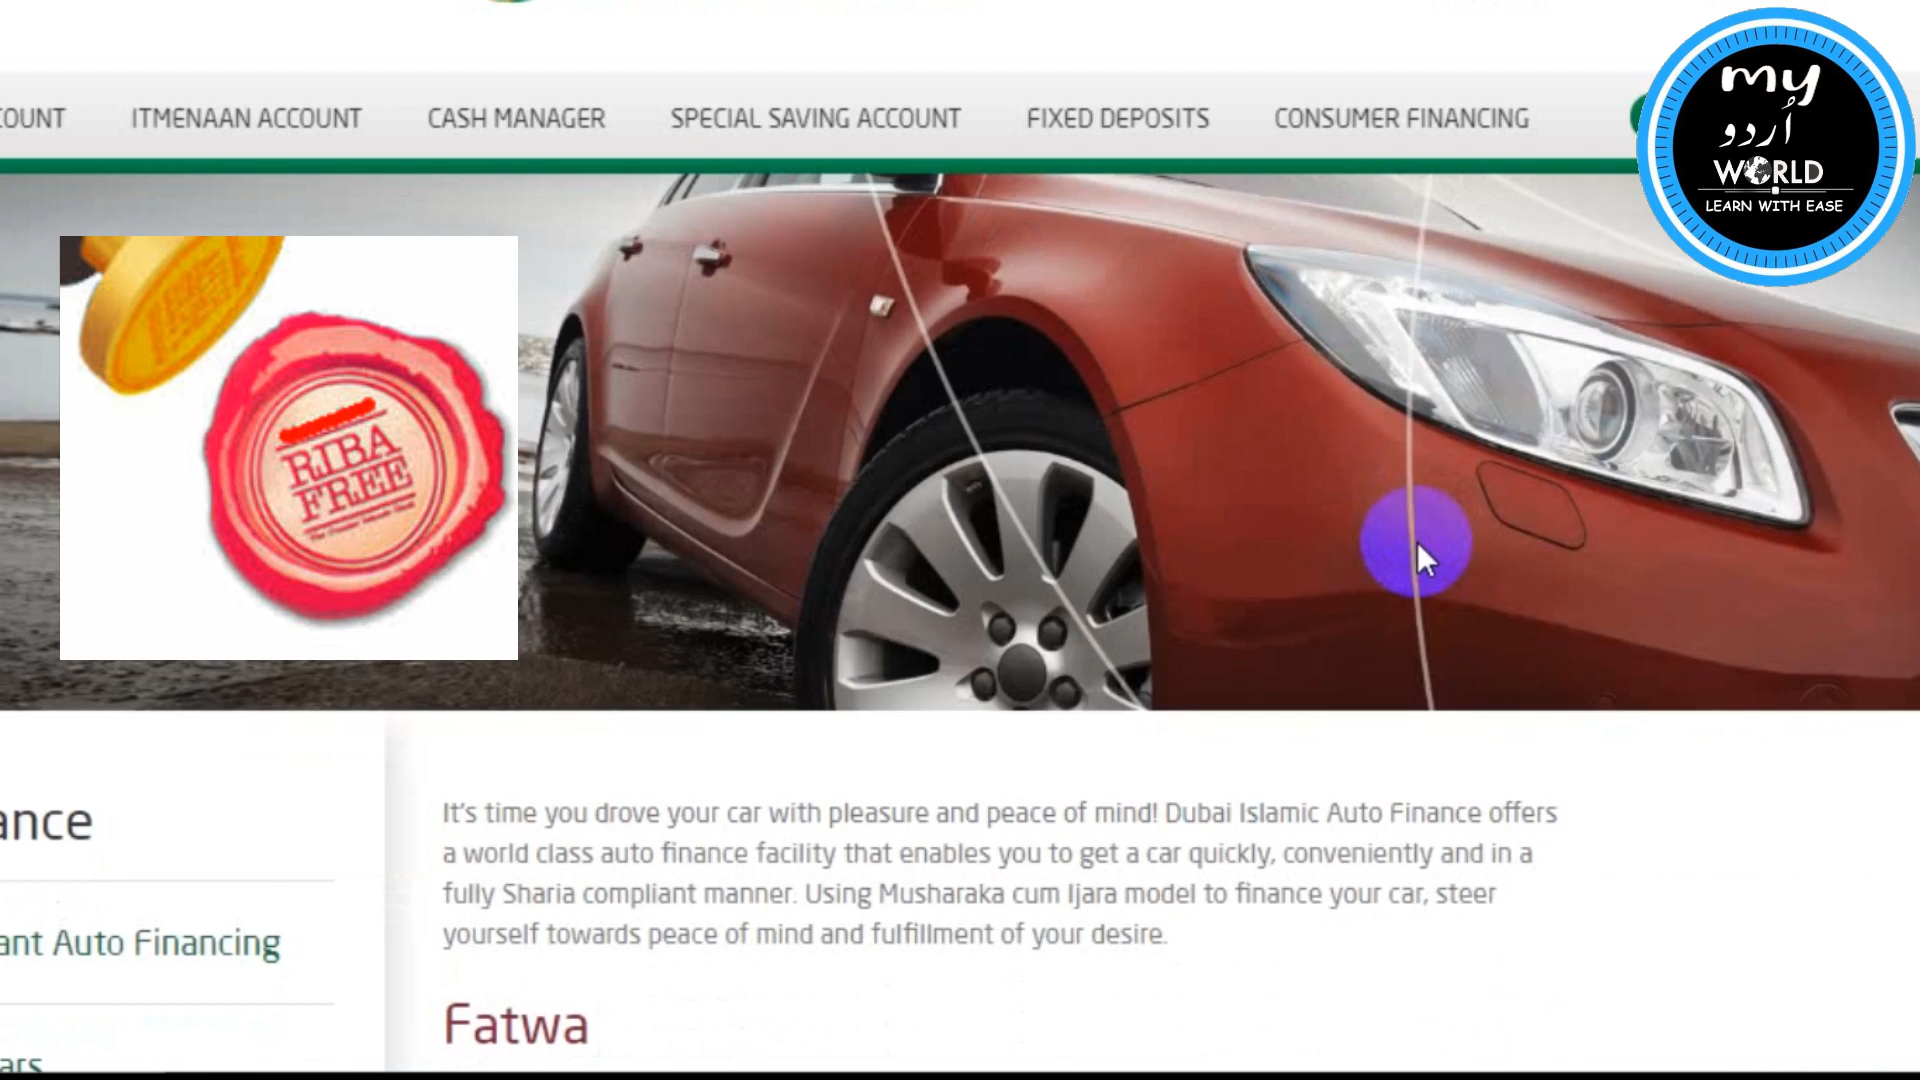 COUNT ITMENAAN ACCOUNT CASH MANAGER SPECIAL SAVING ACCOUNT FIXED DEPOSITS CONSUMER FINANCING
my
اُردو
WORLD
LEARN WITH EASE
RIBA
FREE
ance
ant Auto Financing
ars
It's time you drove your car with pleasure and peace of mind! Dubai Islamic Auto Finance offers
a world class auto finance facility that enables you to get a car quickly, conveniently and in a
fully Sharia compliant manner. Using Musharaka cum Ijara model to finance your car, steer
yourself towards peace of mind and fulfillment of your desire.
Fatwa